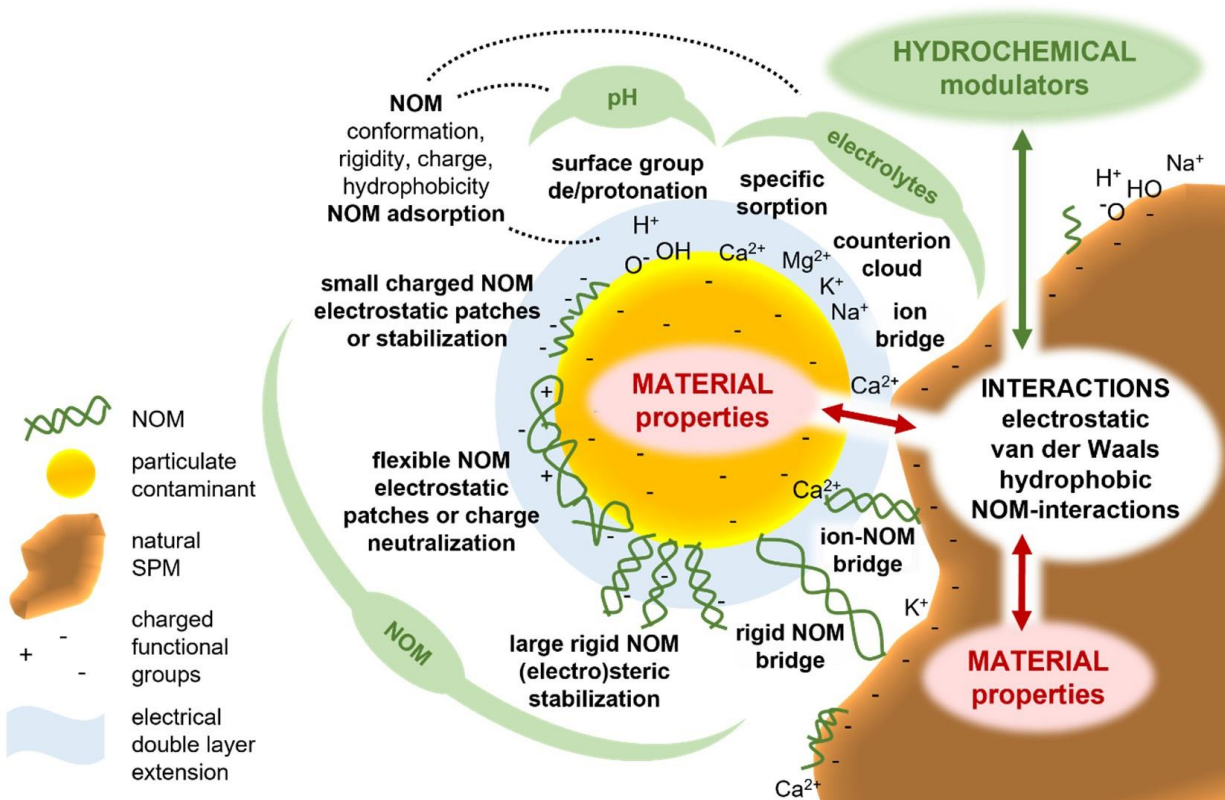 HYDROCHEMICAL
modulators
NOM
conformation,
rigidity, charge,
hydrophobicity
NOM adsorption
pH
electrolytes
surface group
de/protonation
specific
sorption
counterion
cloud
ion
bridge
H⁺
O⁻
OH
Ca²⁺
Mg²⁺
K⁺
Na⁺
Ca²⁺
H⁺
⁻O
HO
Na⁺
-
-
small charged NOM
electrostatic patches
or stabilization
MATERIAL
properties
INTERACTIONS
electrostatic
van der Waals
hydrophobic
NOM-interactions
flexible NOM
electrostatic
patches or charge
neutralization
+
-
+
-
Ca²⁺
ion-NOM
bridge
K⁺
rigid NOM
bridge
large rigid NOM
(electro)steric
stabilization
NOM
MATERIAL
properties
Ca²⁺
NOM
particulate
contaminant
natural
SPM
+ - -
charged
functional
groups
electrical
double layer
extension